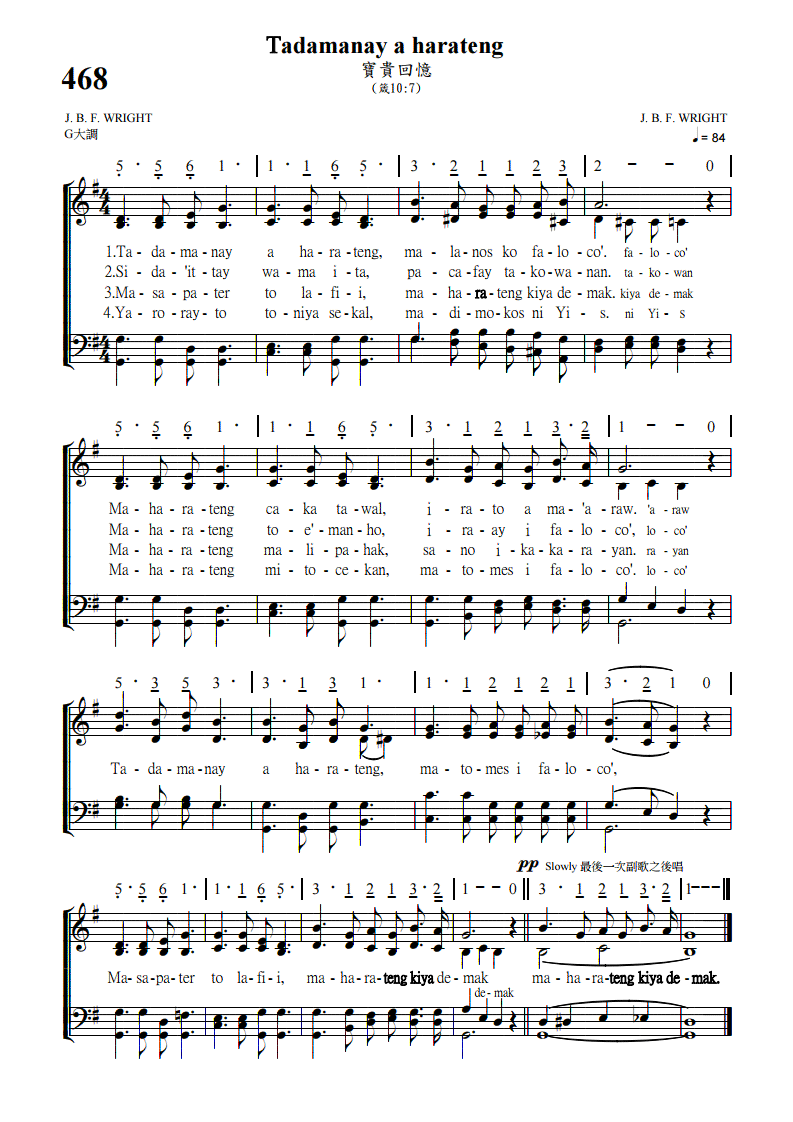 Tadamanay a harateng
468
寶貴回憶
(箴10:7)
J. B. F. WRIGHT
J. B. F. WRIGHT
G大調
♩= 84
5 · 5 6 1 · | 1 · 1 6 5 · | 3 · 2 1 1 2 3 | 2 – – 0 |
1.Ta - da - ma - nay a ha - ra - teng, ma - la - nos ko fa - lo - co'. fa - lo - co'
2.Si - da - 'it - tay wa - ma i - ta, pa - ca - fay ta - ko - wa - nan. ta - ko - wan
3.Ma - sa - pa - ter to la - fi - i, ma - ha - ra - teng kiya de - mak. kiya de - mak
4.Ya - ro - ray - to to - niya se - kal, ma - di - mo - kos ni Yi - s. ni Yi - s
5 · 5 6 1 · | 1 · 1 6 5 · | 3 · 1 2 1 3 · 2 | 1 – – 0 |
Ma - ha - ra - teng ca - ka ta - wal, i - ra - to a ma - 'a - raw. 'a - raw
Ma - ha - ra - teng to - e' - man - ho, i - ra - ay i fa - lo - co', lo - co'
Ma - ha - ra - teng ma - li - pa - hak, sa - no i - ka - ka - ra - yan. ra - yan
Ma - ha - ra - teng mi - to - ce - kan, ma - to - mes i fa - lo - co'. lo - co'
5 · 3 5 3 · | 3 · 1 3 1 · | 1 · 1 2 1 2 1 | 3 · 2 1 0 |
Ta - da - ma - nay a ha - ra - teng, ma - to - mes i fa - lo - co',
pp Slowly 最後一次副歌之後唱
5 · 5 6 1 · | 1 · 1 6 5 · | 3 · 1 2 1 3 · 2 | 1 – – 0 || 3 · 1 2 1 3 · 2 | 1 – – – ||
Ma - sa - pa - ter to la - fi - i, ma - ha - ra - teng kiya de - mak ma - ha - ra - teng kiya de - mak.
de - mak